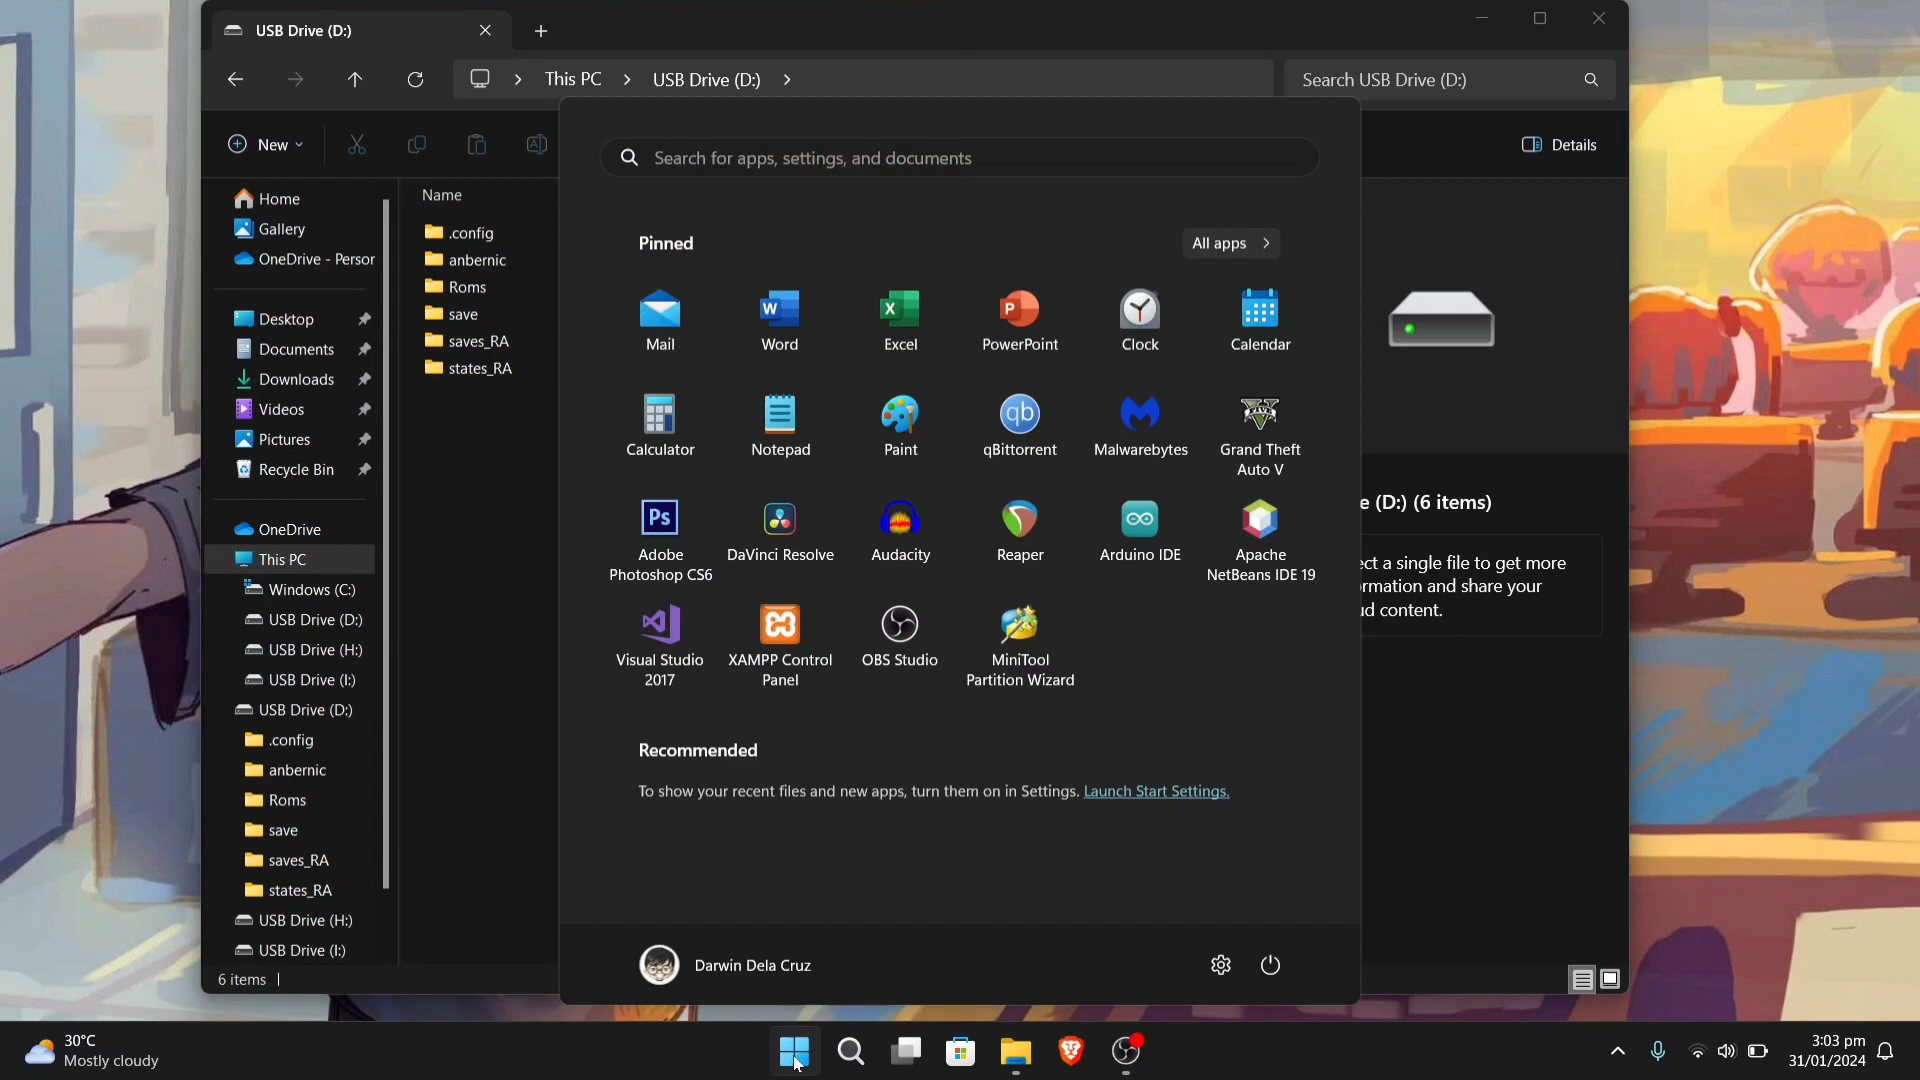 USB Drive (D:)
This PC
USB Drive (D:)
Search USB Drive (D:)
New
Details
Home
Gallery
OneDrive - Persor
Desktop
Documents
Downloads
Videos
Pictures
Recycle Bin
OneDrive
This PC
Windows (C:)
USB Drive (D:)
USB Drive (H:)
USB Drive (I:)
USB Drive (D:)
.config
anbernic
Roms
save
saves_RA
states_RA
USB Drive (H:)
USB Drive (I:)
6 items
Name
.config
anbernic
Roms
save
saves_RA
states_RA
Search for apps, settings, and documents
Pinned
All apps
Mail
Word
Excel
PowerPoint
Clock
Calendar
Calculator
Notepad
Paint
qBittorrent
Malwarebytes
Grand Theft
Auto V
Adobe
Photoshop CS6
DaVinci Resolve
Audacity
Reaper
Arduino IDE
Apache
NetBeans IDE 19
Visual Studio
2017
XAMPP Control
Panel
OBS Studio
MiniTool
Partition Wizard
Recommended
To show your recent files and new apps, turn them on in Settings. Launch Start Settings.
Darwin Dela Cruz
e (D:) (6 items)
ect a single file to get more
rmation and share your
ud content.
30°C
Mostly cloudy
3:03 pm
31/01/2024